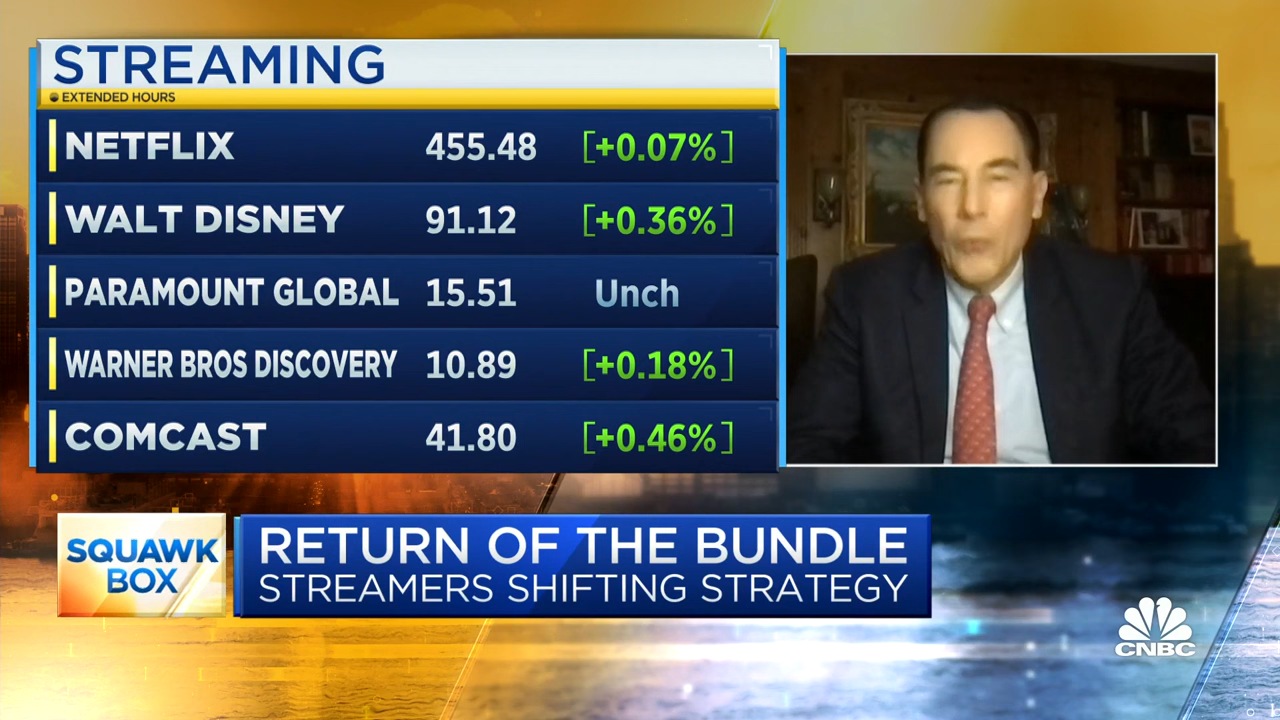 STREAMING
EXTENDED HOURS
NETFLIX 455.48 [+0.07%]
WALT DISNEY 91.12 [+0.36%]
PARAMOUNT GLOBAL 15.51 Unch
WARNER BROS DISCOVERY 10.89 [+0.18%]
COMCAST 41.80 [+0.46%]
SQUAWK
BOX
RETURN OF THE BUNDLE
STREAMERS SHIFTING STRATEGY
CNBC